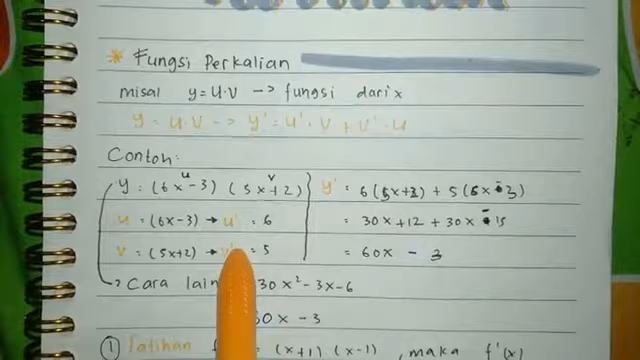 * Fungsi Perkalian
misal y = u.v -> fungsi dari x
y = u.v -> y' = u'.v + v'.u
Contoh:
u v
y = (6x-3) (5x+2)
u = (6x-3) → u' = 6
v = (5x+2) → = 5
y' = 6(5x+2) + 5(6x-3)
= 30x+12 + 30x - 15
= 60x - 3
→ Cara lain 30x²-3x-6
60x - 3
① latihan = (x+1) (x-1), maka f'(x)